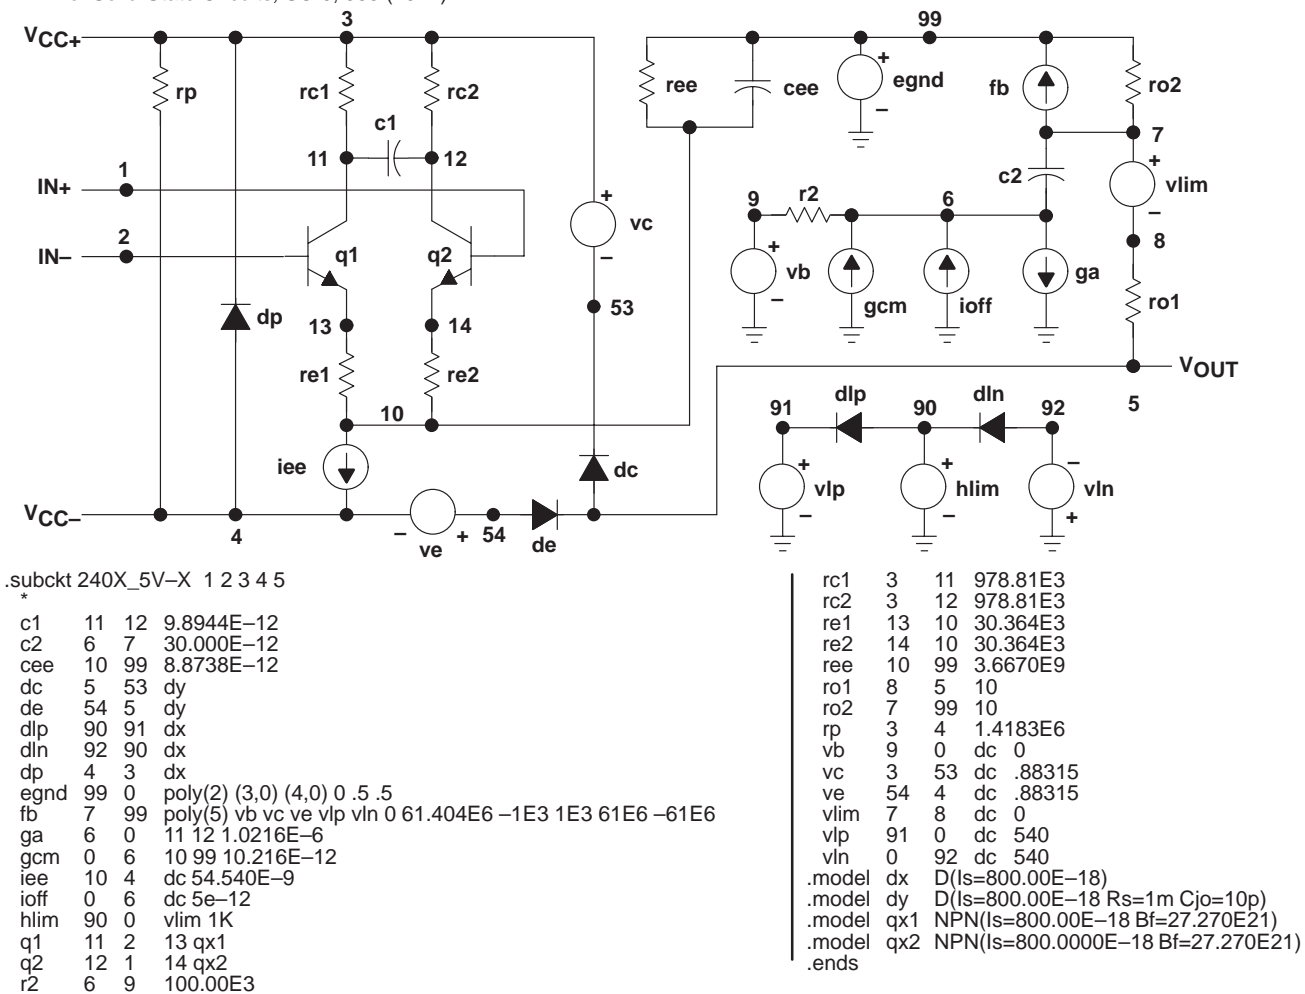 3
99
VCC+
rp
rc1
rc2
ree
cee
egnd
+
–
fb
ro2
c1
7
11
12
1
IN+
c2
+
vlim
–
8
2
IN–
q1
q2
+
vc
–
53
9
r2
6
+
vb
–
gcm
ioff
ga
ro1
dp
13
14
re1
re2
10
VOUT
5
dlp
dln
91
90
92
iee
dc
+
vlp
–
+
hlim
–
–
vln
+
VCC–
4
–
ve
+
54
de
.subckt 240X_5V–X 1 2 3 4 5
*
c1 11 12 9.8944E–12
c2 6 7 30.000E–12
cee 10 99 8.8738E–12
dc 5 53 dy
de 54 5 dy
dlp 90 91 dx
dln 92 90 dx
dp 4 3 dx
egnd 99 0 poly(2) (3,0) (4,0) 0 .5 .5
fb 7 99 poly(5) vb vc ve vlp vln 0 61.404E6 –1E3 1E3 61E6 –61E6
ga 6 0 11 12 1.0216E–6
gcm 0 6 10 99 10.216E–12
iee 10 4 dc 54.540E–9
ioff 0 6 dc 5e–12
hlim 90 0 vlim 1K
q1 11 2 13 qx1
q2 12 1 14 qx2
r2 6 9 100.00E3
rc1 3 11 978.81E3
rc2 3 12 978.81E3
re1 13 10 30.364E3
re2 14 10 30.364E3
ree 10 99 3.6670E9
ro1 8 5 10
ro2 7 99 10
rp 3 4 1.4183E6
vb 9 0 dc 0
vc 3 53 dc .88315
ve 54 4 dc .88315
vlim 7 8 dc 0
vlp 91 0 dc 540
vln 0 92 dc 540
.model dx D(Is=800.00E–18)
.model dy D(Is=800.00E–18 Rs=1m Cjo=10p)
.model qx1 NPN(Is=800.00E–18 Bf=27.270E21)
.model qx2 NPN(Is=800.0000E–18 Bf=27.270E21)
.ends